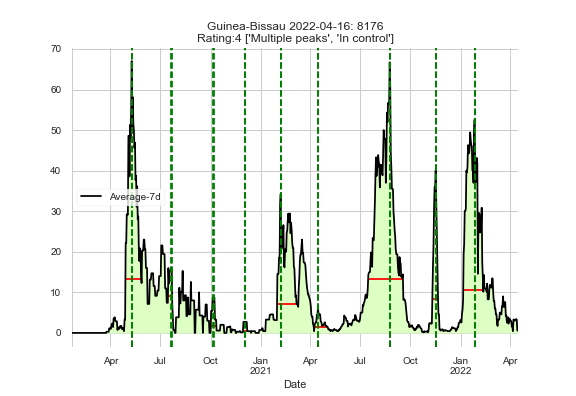 Guinea-Bissau 2022-04-16: 8176
Rating:4 ['Multiple peaks', 'In control']
70
60
50
40
30
20
10
0
Average-7d
Apr Jul Oct Jan Apr Jul Oct Jan Apr
2021 2022
Date